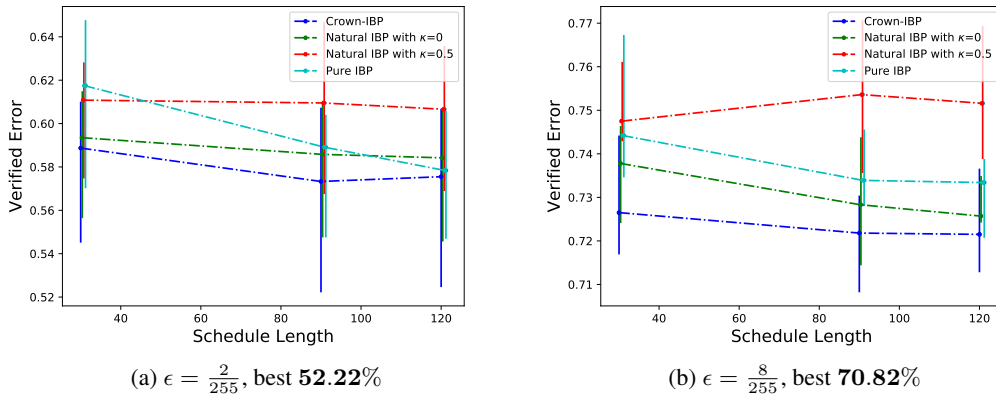 Verified Error
0.64
0.62
0.60
0.58
0.56
0.54
0.52
40
60
80
100
120
Schedule Length
Crown-IBP
Natural IBP with κ=0
Natural IBP with κ=0.5
Pure IBP
(a) ϵ = 2/255, best 52.22%
Verified Error
0.77
0.76
0.75
0.74
0.73
0.72
0.71
40
60
80
100
120
Schedule Length
Crown-IBP
Natural IBP with κ=0
Natural IBP with κ=0.5
Pure IBP
(b) ϵ = 8/255, best 70.82%